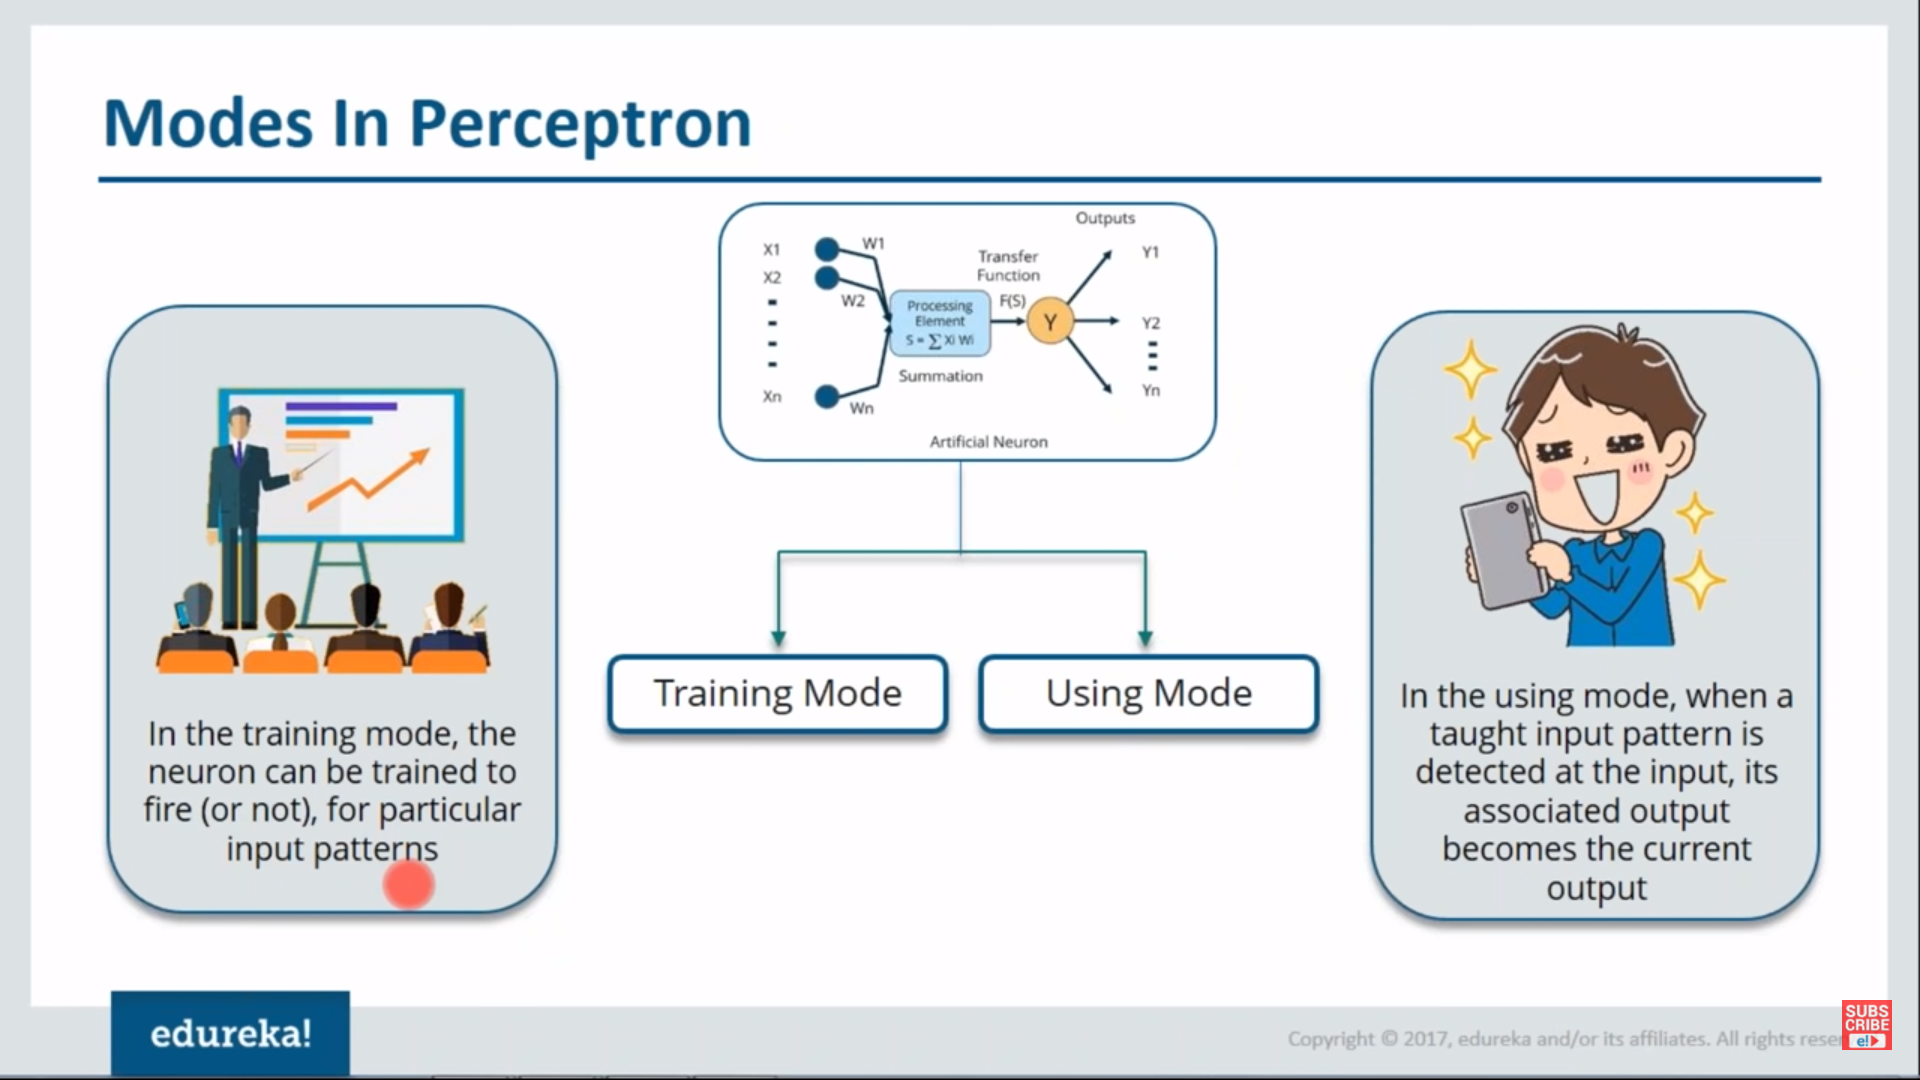 Modes In Perceptron
Outputs
X1
W1
Y1
Transfer
Function
X2
W2
F(S)
Processing
Element
S = ∑ Xi Wi
Y
Y2
Summation
Xn
Wn
Yn
Artificial Neuron
Training Mode
Using Mode
In the training mode, the
neuron can be trained to
fire (or not), for particular
input patterns
In the using mode, when a
taught input pattern is
detected at the input, its
associated output
becomes the current
output
edureka!
Copyright © 2017, edureka and/or its affiliates. All rights
SUBS
CRIBE
e!